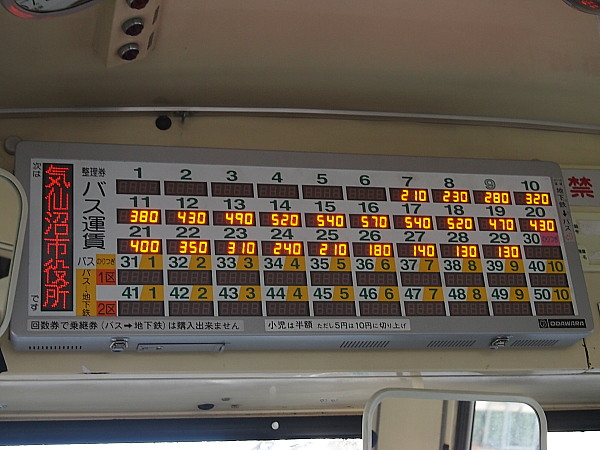 次は 気仙沼市役所 です
整理券 バス運賃
1 2 3 4 5 6 7 8 9 10
210 230 280 320
11 12 13 14 15 16 17 18 19 20
380 430 490 520 540 570 540 520 470 430
21 22 23 24 25 26 27 28 29 30
400 350 310 240 210 180 140 130 130
バス のりつぎ 31 1 32 2 33 3 34 4 35 5 36 6 37 7 38 8 39 9 40 10
バス→地下鉄 1区
41 1 42 2 43 3 44 4 45 5 46 6 47 7 48 8 49 9 50 10
2区
回数券で乗継券(バス➡地下鉄)は購入出来ません
小児は半額 ただし5円は10円に切り上げ
ODAWARA
地下鉄➡バス
禁